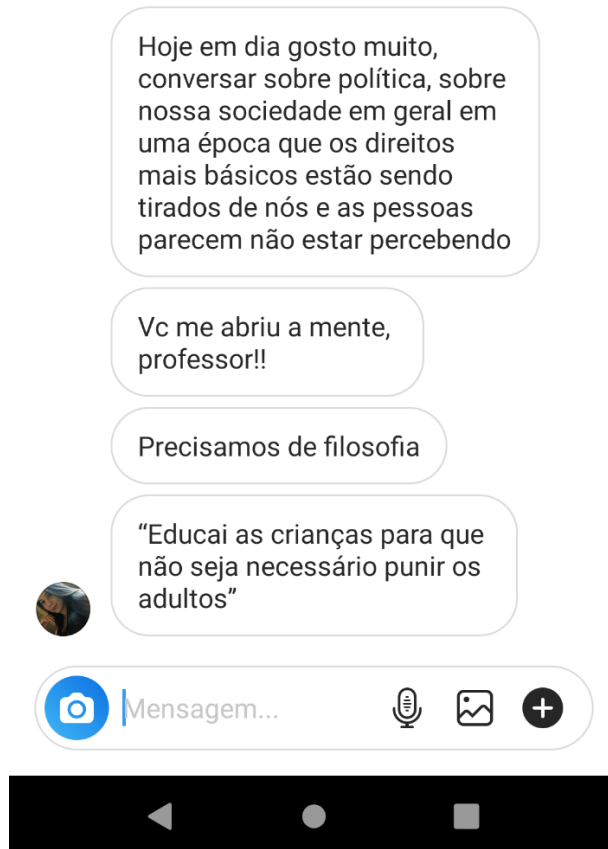 Hoje em dia gosto muito,
conversar sobre política, sobre
nossa sociedade em geral em
uma época que os direitos
mais básicos estão sendo
tirados de nós e as pessoas
parecem não estar percebendo
Vc me abriu a mente,
professor!!
Precisamos de filosofia
“Educai as crianças para que
não seja necessário punir os
adultos”
Mensagem...